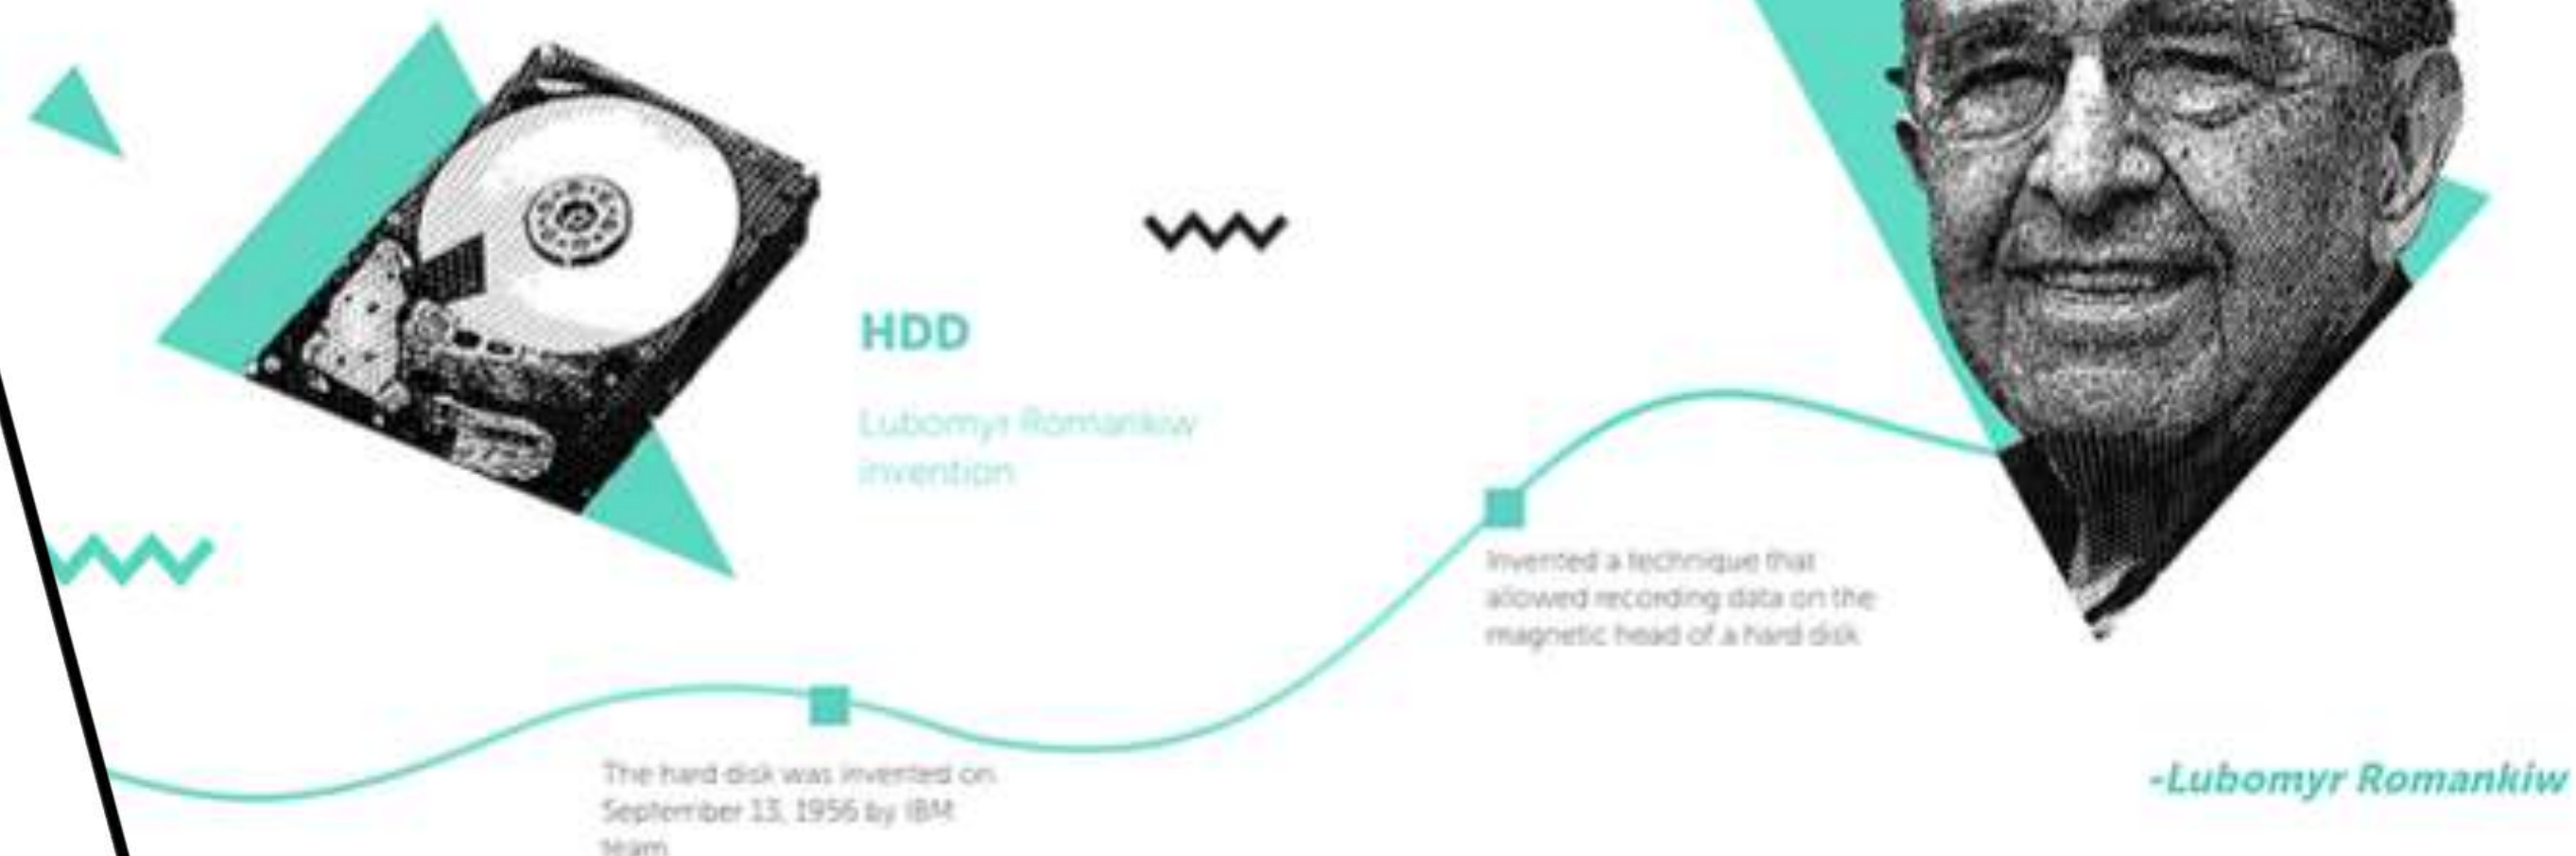 HDD
Lubomyr Romankiw
invention
Invented a technique that
allowed recording data on the
magnetic head of a hard disk
The hard disk was invented on
September 13, 1956 by IBM
team
-Lubomyr Romankiw